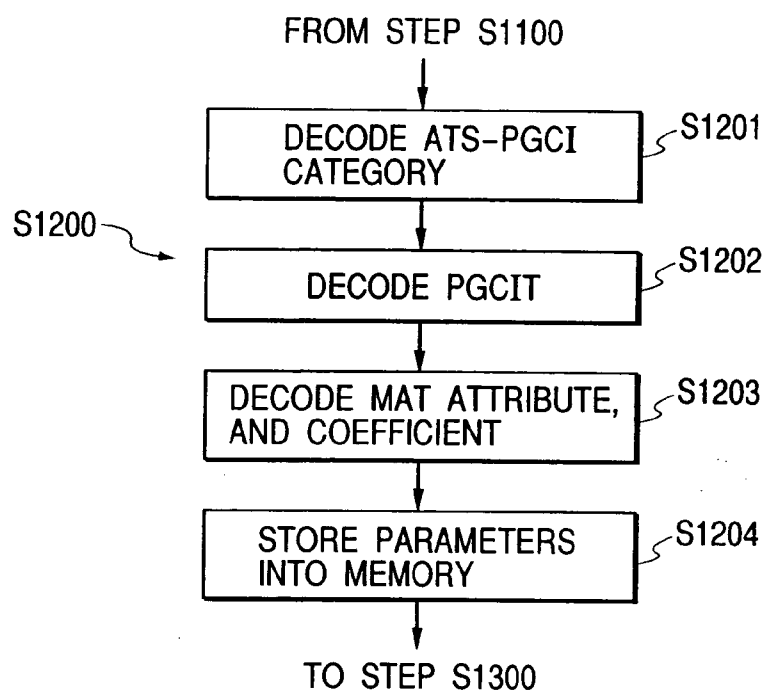 FROM STEP S1100
DECODE ATS-PGCI
CATEGORY
S1201
S1200
DECODE PGCIT
S1202
DECODE MAT ATTRIBUTE,
AND COEFFICIENT
S1203
STORE PARAMETERS
INTO MEMORY
S1204
TO STEP S1300